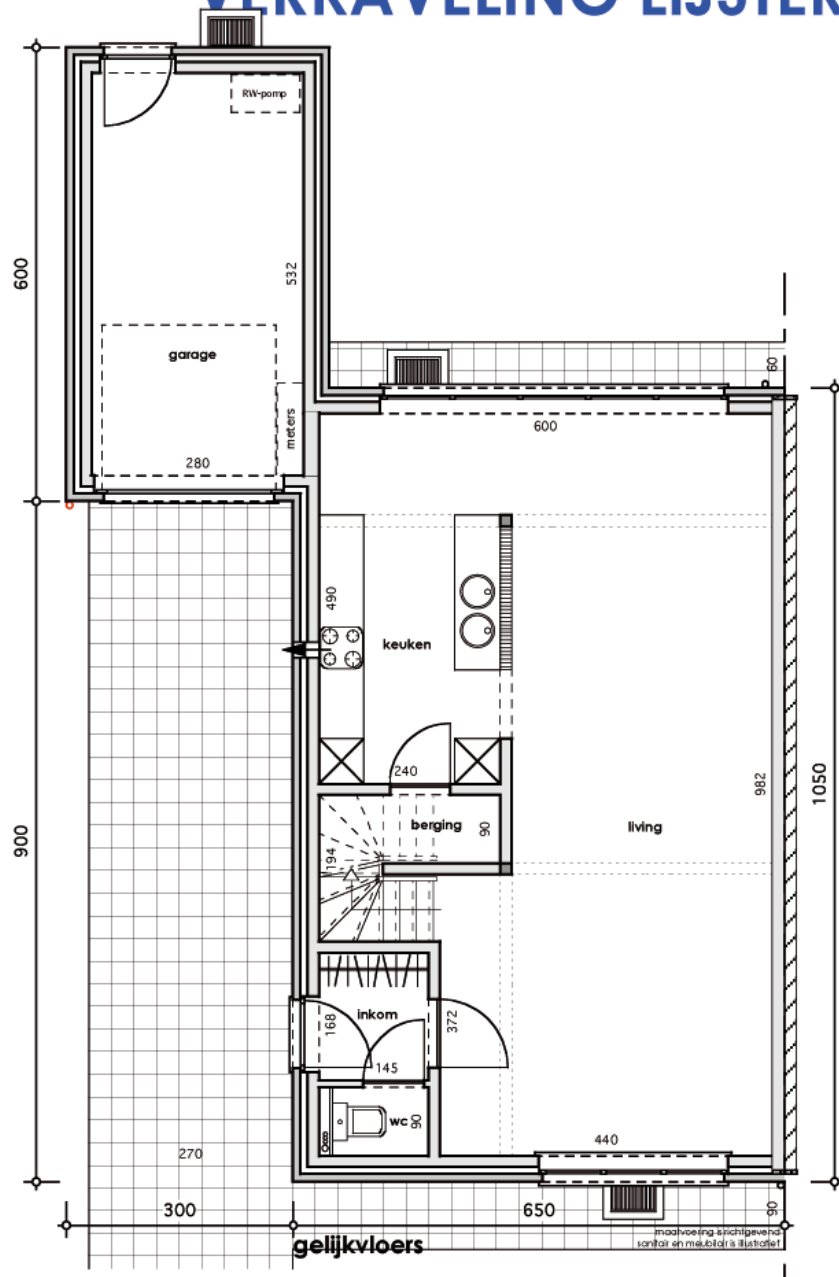 VERKAVELING LIJSTER
RW-pomp
600
532
garage
meters
280
60
600
490
keuken
240
berging
90
living
982
1050
194
900
inkom
168
372
145
wc
90
440
270
300
650
90
gelijkvloers
maatvoering is richtgevend
sanitair en meubilair is illustratief